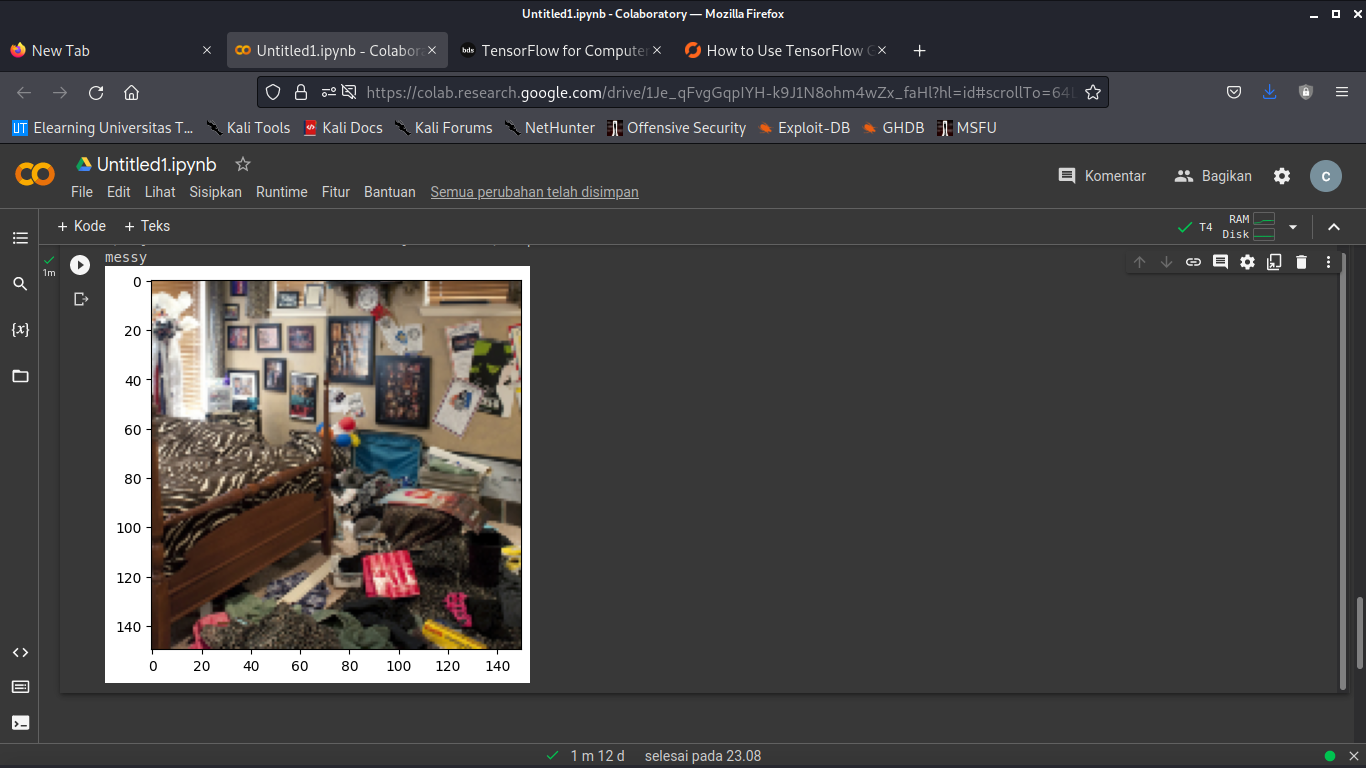 Untitled1.ipynb - Colaboratory — Mozilla Firefox
New Tab
Untitled1.ipynb - Colabor
TensorFlow for Compute
How to Use TensorFlow
https://colab.research.google.com/drive/1Je_qFvgGqpIYH-k9J1N8ohm4wZx_faHl?hl=id#scrollTo=64
Elearning Universitas T...
Kali Tools
Kali Docs
Kali Forums
NetHunter
Offensive Security
Exploit-DB
GHDB
MSFU
Untitled1.ipynb
Komentar
Bagikan
C
File Edit Lihat Sisipkan Runtime Fitur Bantuan Semua perubahan telah disimpan
+ Kode + Teks
T4
RAM
Disk
1m
messy
{x}
0
20
40
60
80
100
120
140
0 20 40 60 80 100 120 140
1 m 12 d selesai pada 23.08